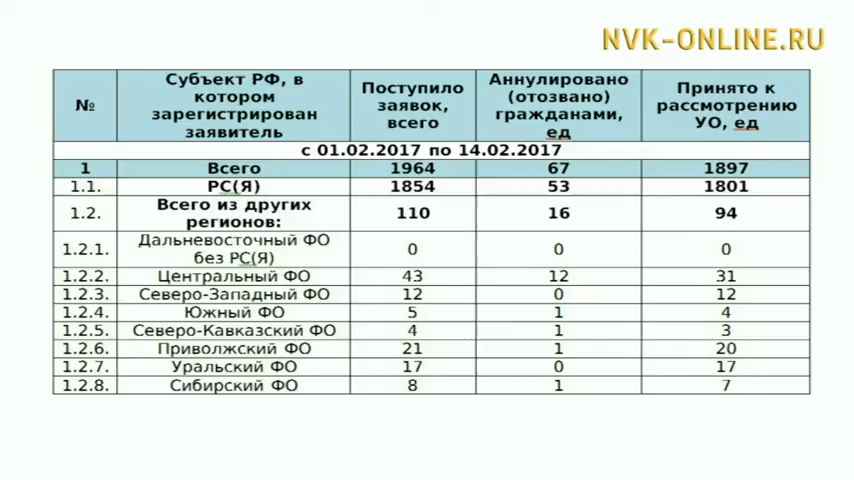 NVK-ONLINE.RU
№ Субъект РФ, в котором зарегистрирован заявитель Поступило заявок, всего Аннулировано (отозвано) гражданами, ед Принято к рассмотрению УО, ед
с 01.02.2017 по 14.02.2017
1 Всего 1964 67 1897
1.1. РС(Я) 1854 53 1801
1.2. Всего из других регионов: 110 16 94
1.2.1. Дальневосточный ФО без РС(Я) 0 0 0
1.2.2. Центральный ФО 43 12 31
1.2.3. Северо-Западный ФО 12 0 12
1.2.4. Южный ФО 5 1 4
1.2.5. Северо-Кавказский ФО 4 1 3
1.2.6. Приволжский ФО 21 1 20
1.2.7. Уральский ФО 17 0 17
1.2.8. Сибирский ФО 8 1 7